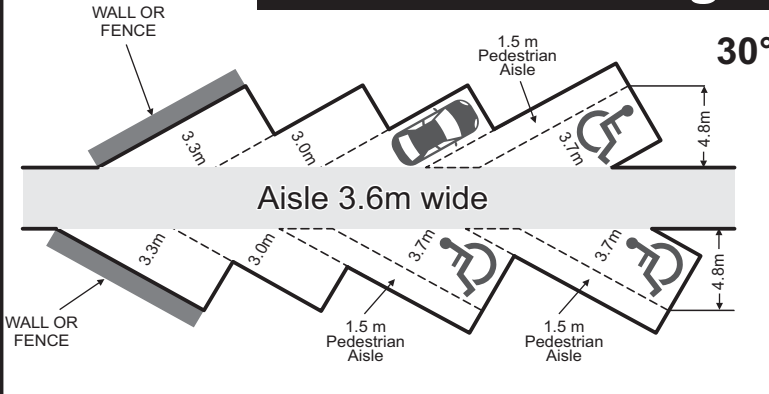 WALL OR
FENCE
1.5 m
Pedestrian
Aisle
30°
3.3m
3.0m
3.7m
4.8m
Aisle 3.6m wide
3.3m
3.0m
3.7m
3.7m
4.8m
WALL OR
FENCE
1.5 m
Pedestrian
Aisle
1.5 m
Pedestrian
Aisle